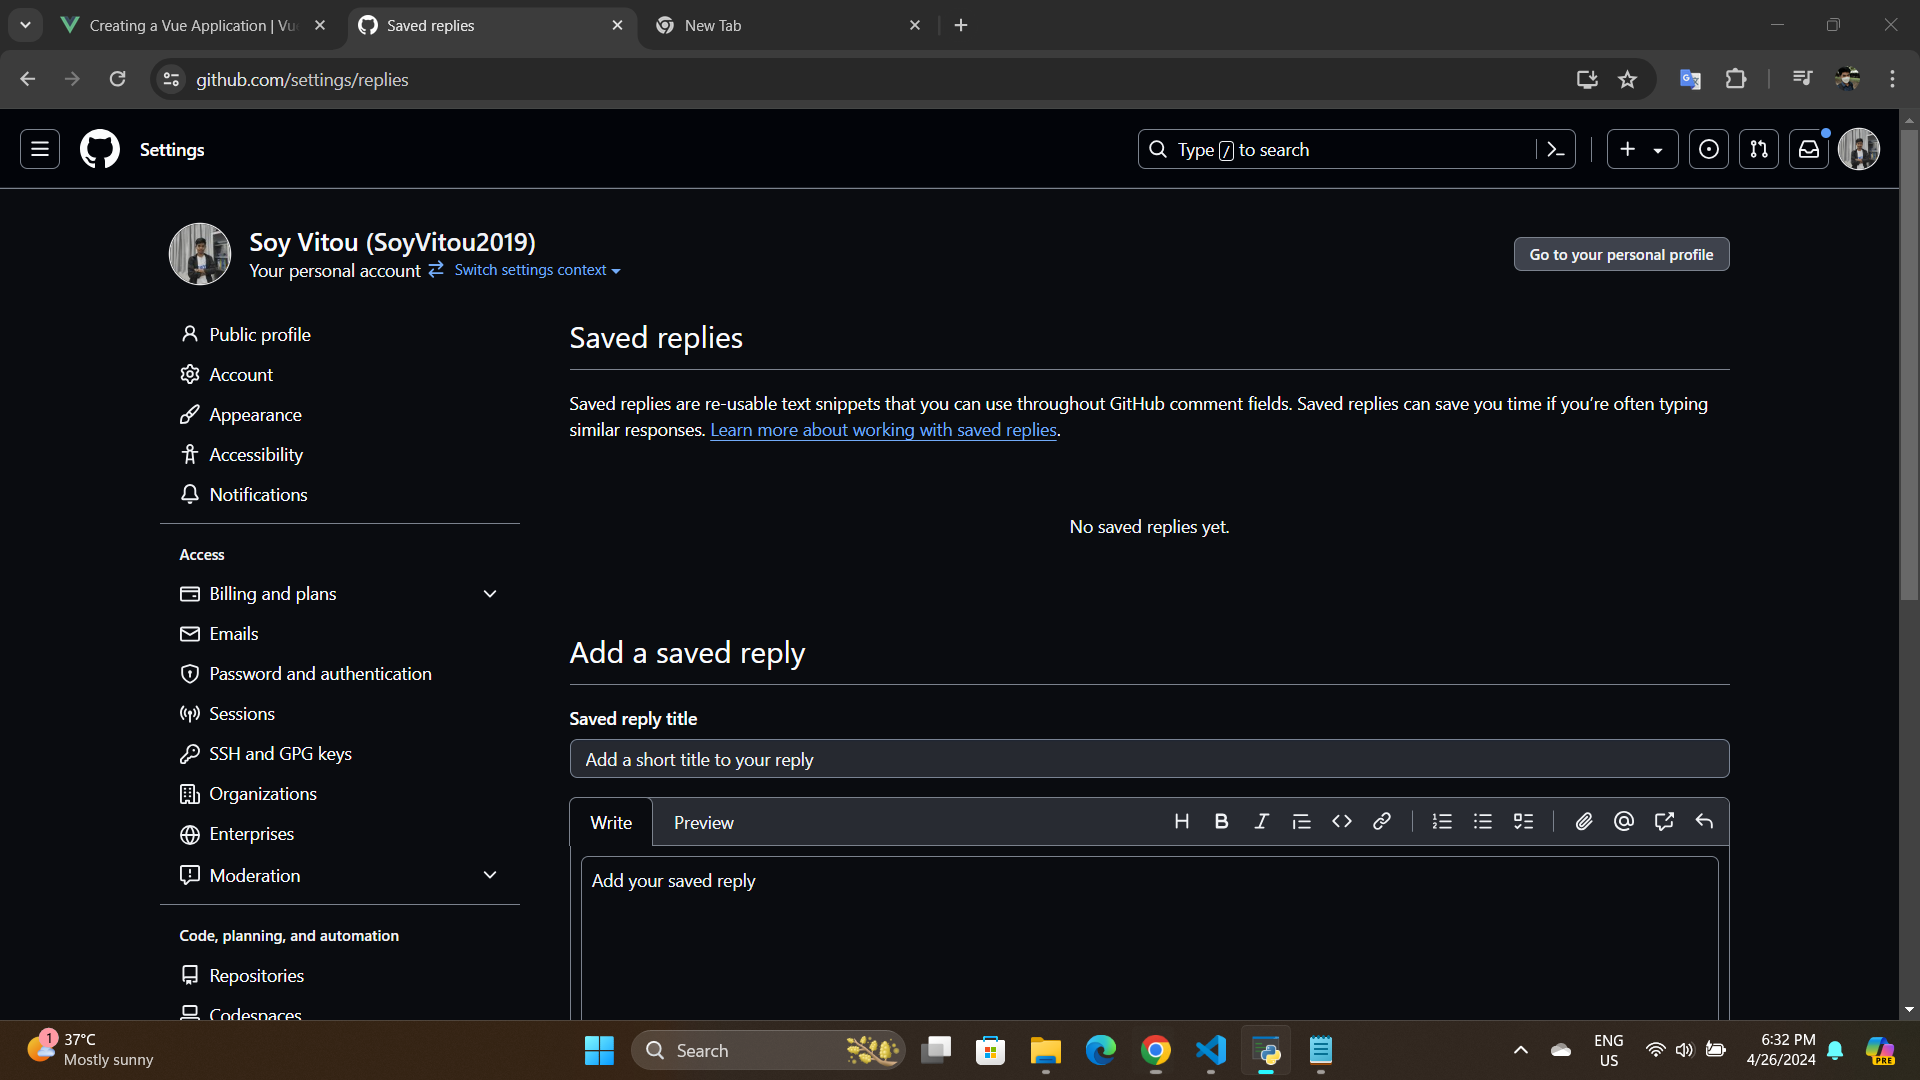 Creating a Vue Application | Vu
Saved replies
New Tab
github.com/settings/replies
Settings
Type / to search
Soy Vitou (SoyVitou2019)
Your personal account
Switch settings context
Go to your personal profile
Public profile
Account
Appearance
Accessibility
Notifications
Access
Billing and plans
Emails
Password and authentication
Sessions
SSH and GPG keys
Organizations
Enterprises
Moderation
Code, planning, and automation
Repositories
Codespaces
Saved replies
Saved replies are re-usable text snippets that you can use throughout GitHub comment fields. Saved replies can save you time if you’re often typing
similar responses. Learn more about working with saved replies.
No saved replies yet.
Add a saved reply
Saved reply title
Add a short title to your reply
Write
Preview
Add your saved reply
1
37°C
Mostly sunny
Search
ENG
US
6:32 PM
4/26/2024
PRE